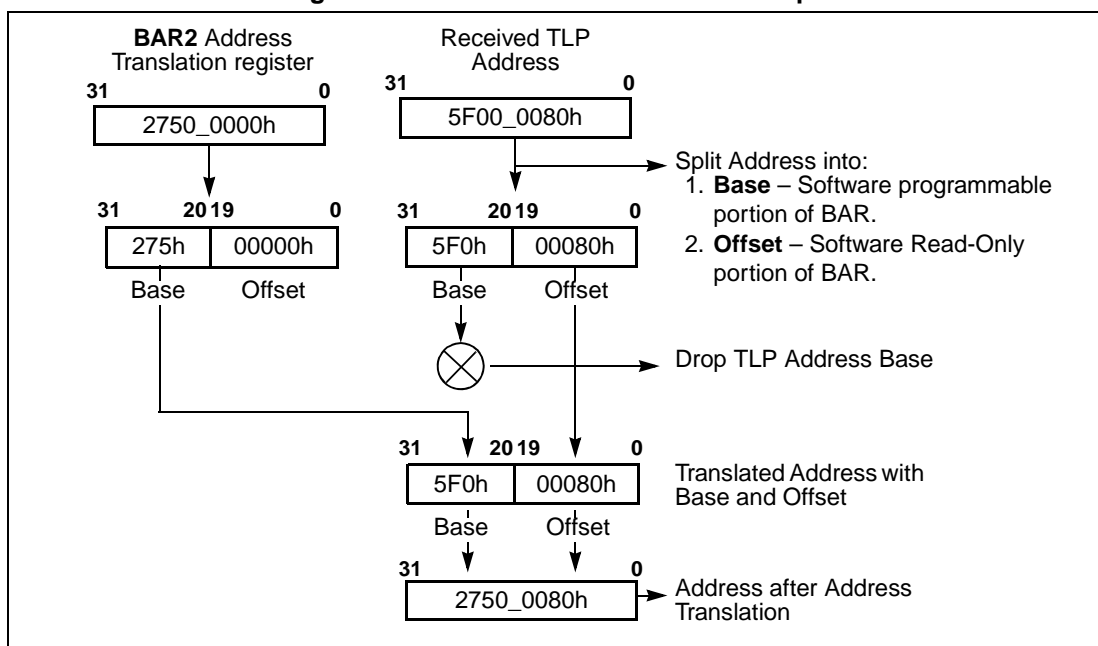 BAR2 Address
Translation register
31 0
2750_0000h
Received TLP
Address
31 0
5F00_0080h
Split Address into:
1. Base – Software programmable
portion of BAR.
2. Offset – Software Read-Only
portion of BAR.
31 20 19 0
275h 00000h
Base Offset
31 20 19 0
5F0h 00080h
Base Offset
Drop TLP Address Base
31 20 19 0
5F0h 00080h
Base Offset
Translated Address with
Base and Offset
31 0
2750_0080h
Address after Address
Translation